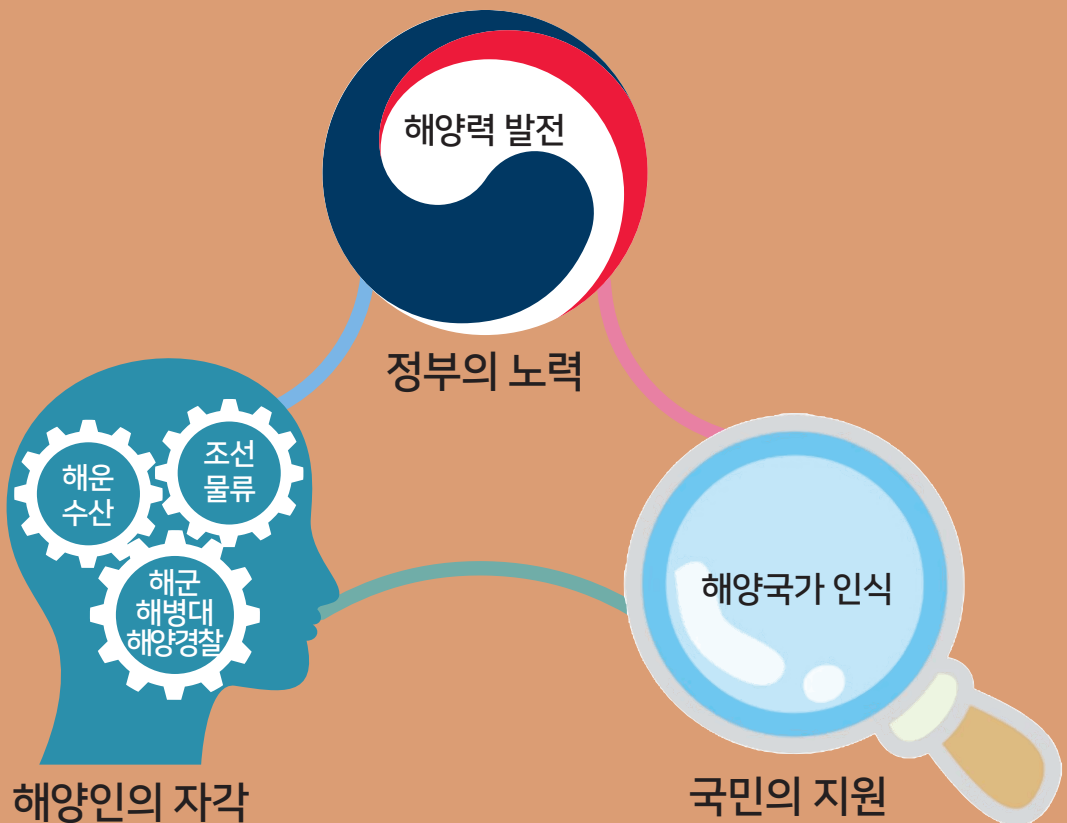 해양력 발전
정부의 노력
해운
수산
조선
물류
해군
해병대
해양경찰
해양국가 인식
해양인의 자각
국민의 지원